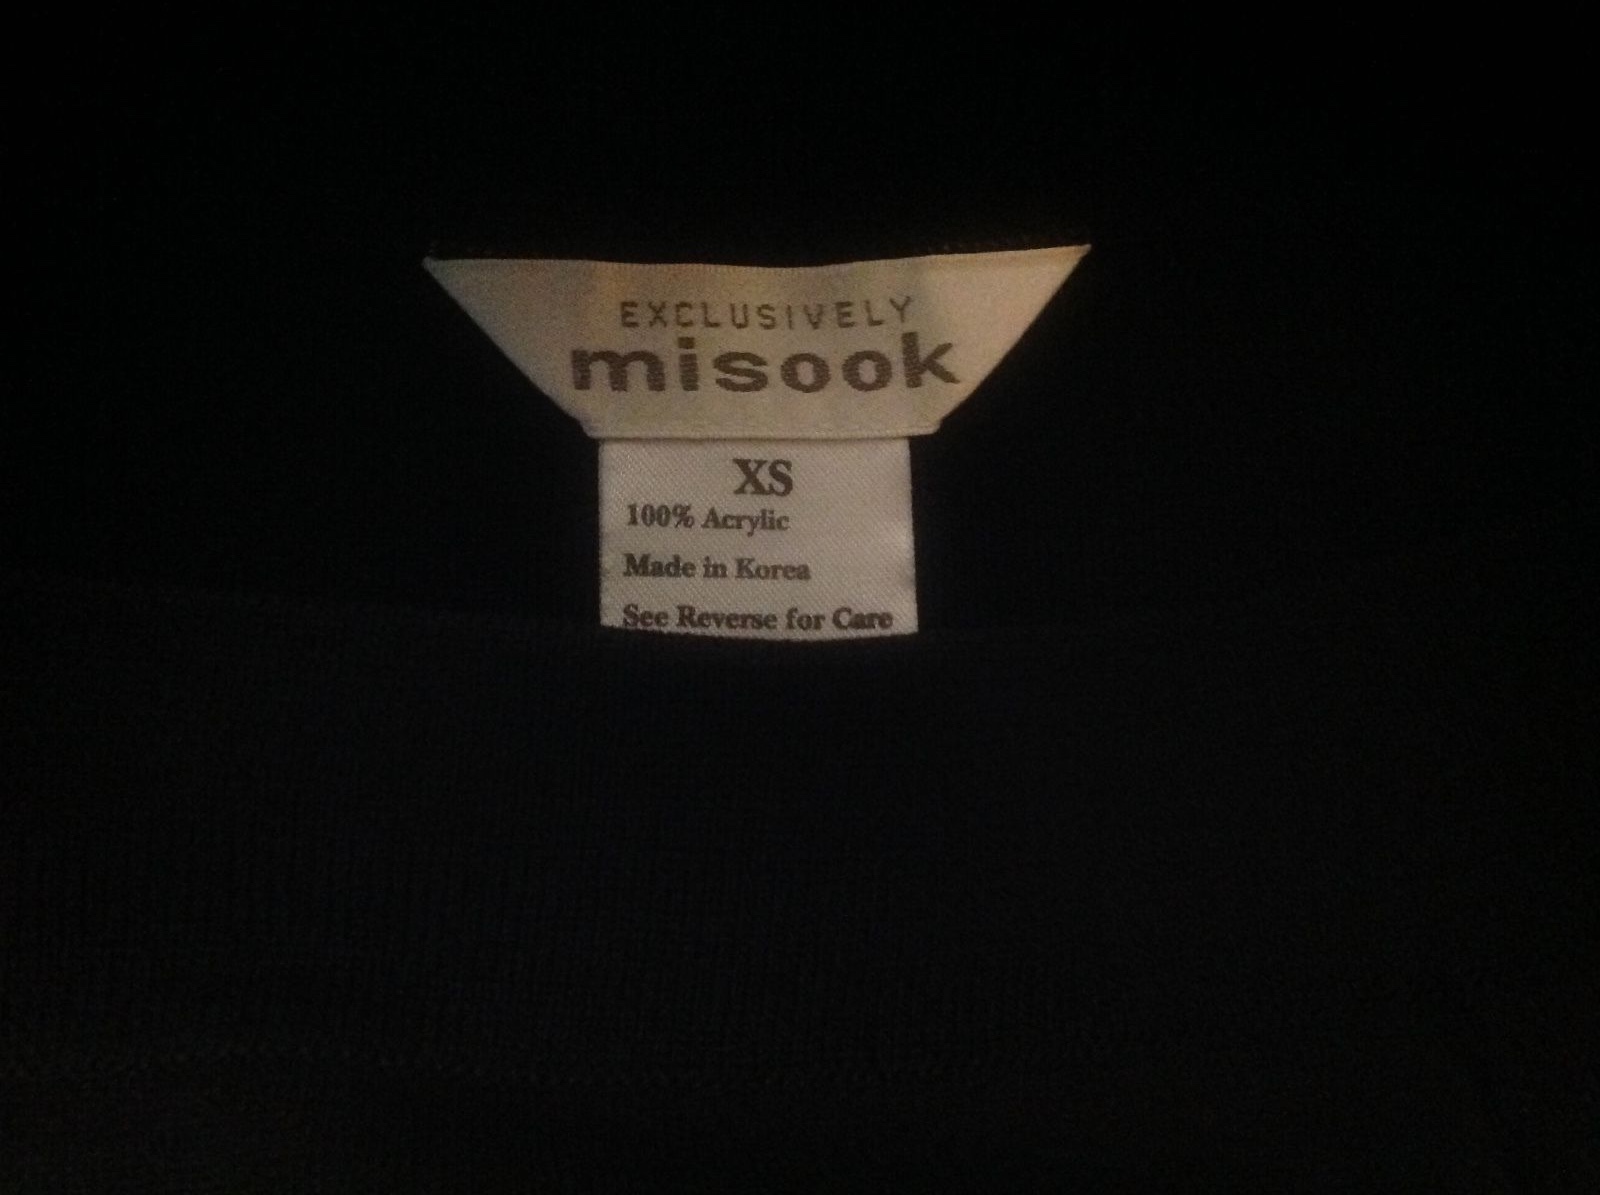 EXCLUSIVELY
misook
XS
100% Acrylic
Made in Korea
See Reverse for Care